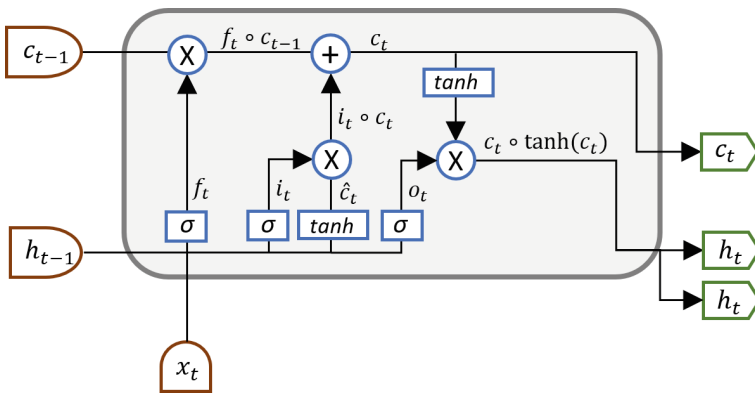 c_{t-1}
X
f_t ∘ c_{t-1}
+
c_t
tanh
i_t ∘ c_t
X
X
c_t ∘ tanh(c_t)
c_t
f_t
i_t
ĉ_t
o_t
σ
σ
tanh
σ
h_{t-1}
h_t
h_t
x_t